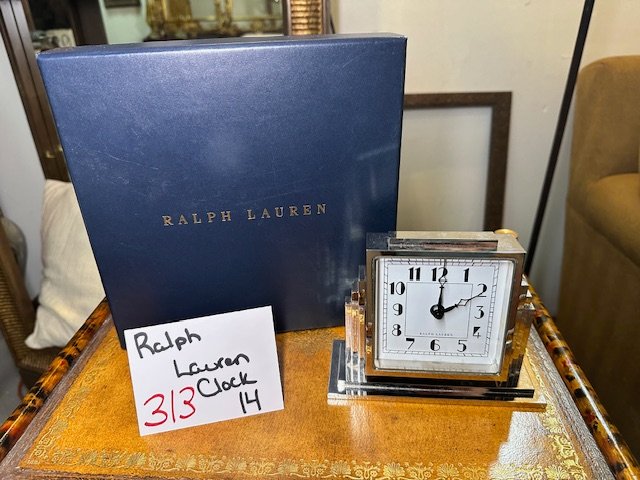 RALPH LAUREN
Ralph
Lauren
313 Clock
14
11 12 1
10 2
9 3
8 4
7 6 5
RALPH LAUREN